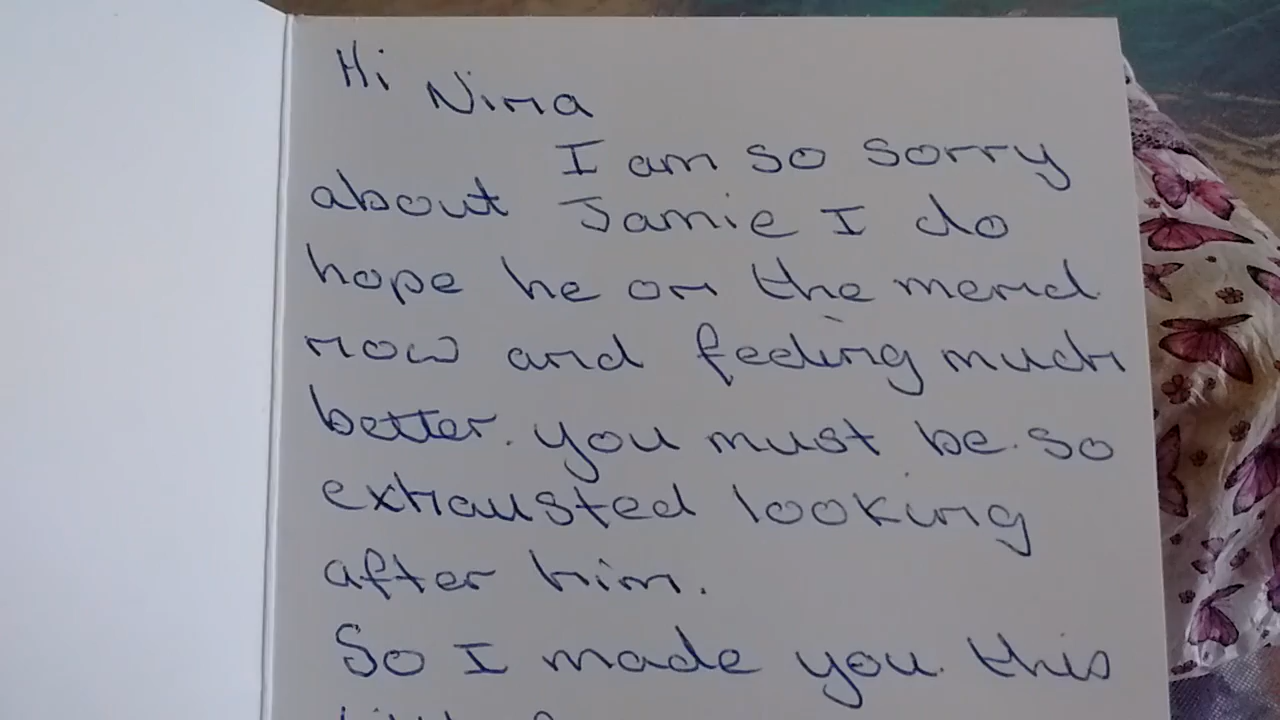 Hi Nina
I am so sorry
about Jamie I do
hope he on the mend
now and feeling much
better. you must be so
exhausted looking
after him.
So I made you this